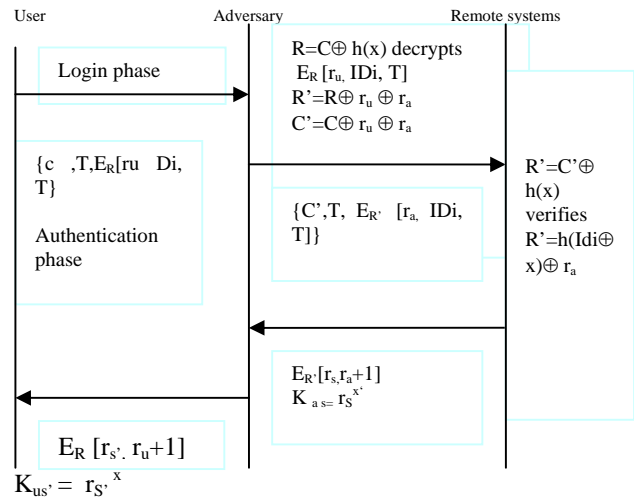 User Adversary Remote systems
Login phase
R=C⊕ h(x) decrypts
E_R [r_u, IDi, T]
R'=R⊕ r_u ⊕ r_a
C'=C⊕ r_u ⊕ r_a
{c ,T,E_R[ru Di,
T}
Authentication
phase
{C',T, E_R' [r_a, IDi,
T]}
R'=C'⊕
h(x)
verifies
R'=h(Idi⊕
x)⊕ r_a
E_R'[r_s,r_a+1]
K_a s= r_S^x'
E_R [r_s'. r_u+1]
K_us' = r_S'^x